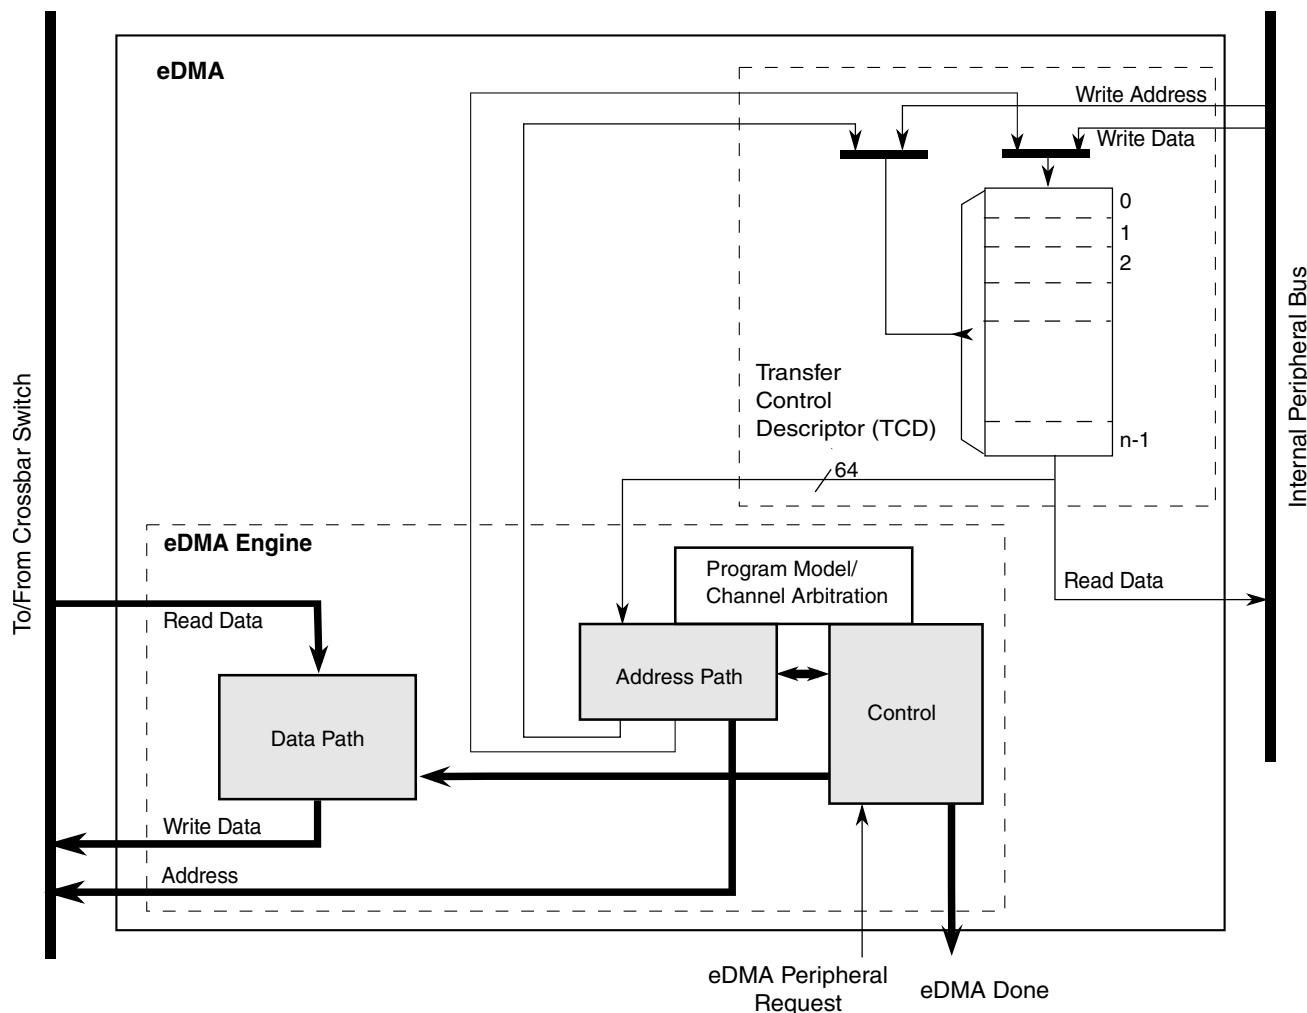 eDMA
Write Address
Write Data
0
1
2
n-1
Transfer
Control
Descriptor (TCD)
64
To/From Crossbar Switch
Internal Peripheral Bus
eDMA Engine
Program Model/
Channel Arbitration
Read Data
Read Data
Address Path
Control
Data Path
Write Data
Address
eDMA Peripheral
Request
eDMA Done